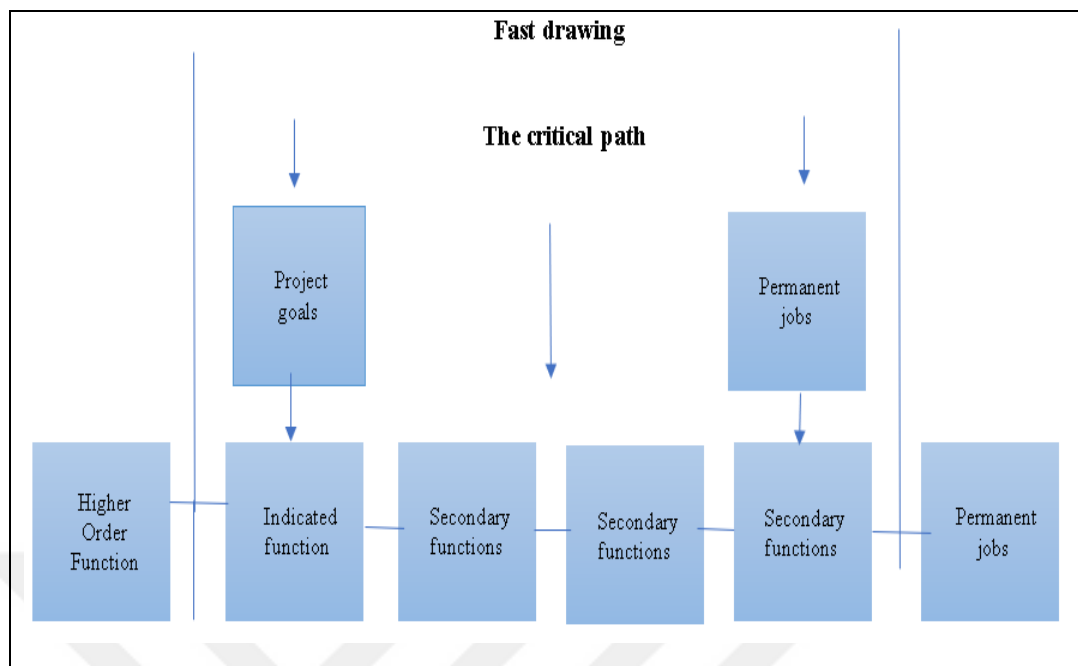 Fast drawing
The critical path
Project
goals
Permanent
jobs
Higher
Order
Function
Indicated
function
Secondary
functions
Secondary
functions
Secondary
functions
Permanent
jobs